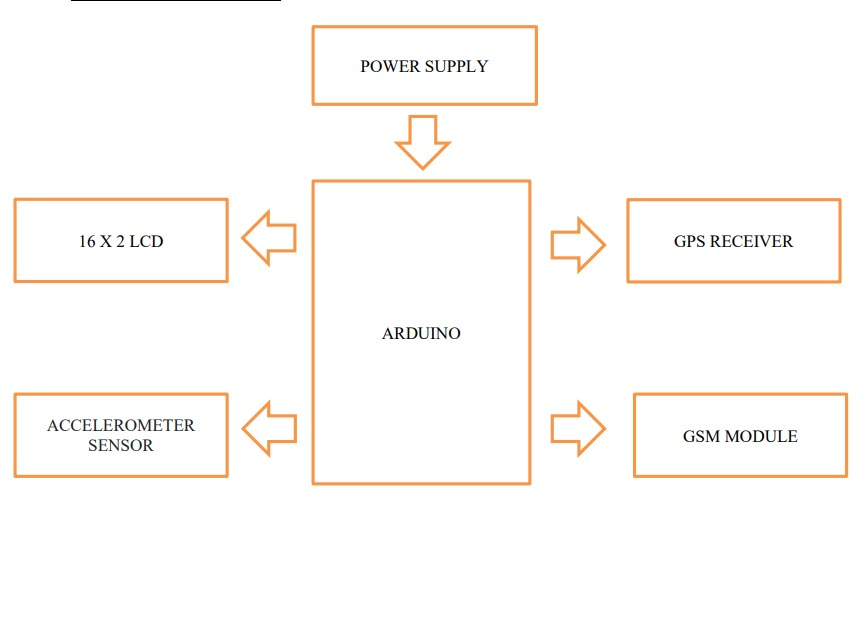 POWER SUPPLY
16 X 2 LCD
GPS RECEIVER
ARDUINO
ACCELEROMETER
SENSOR
GSM MODULE